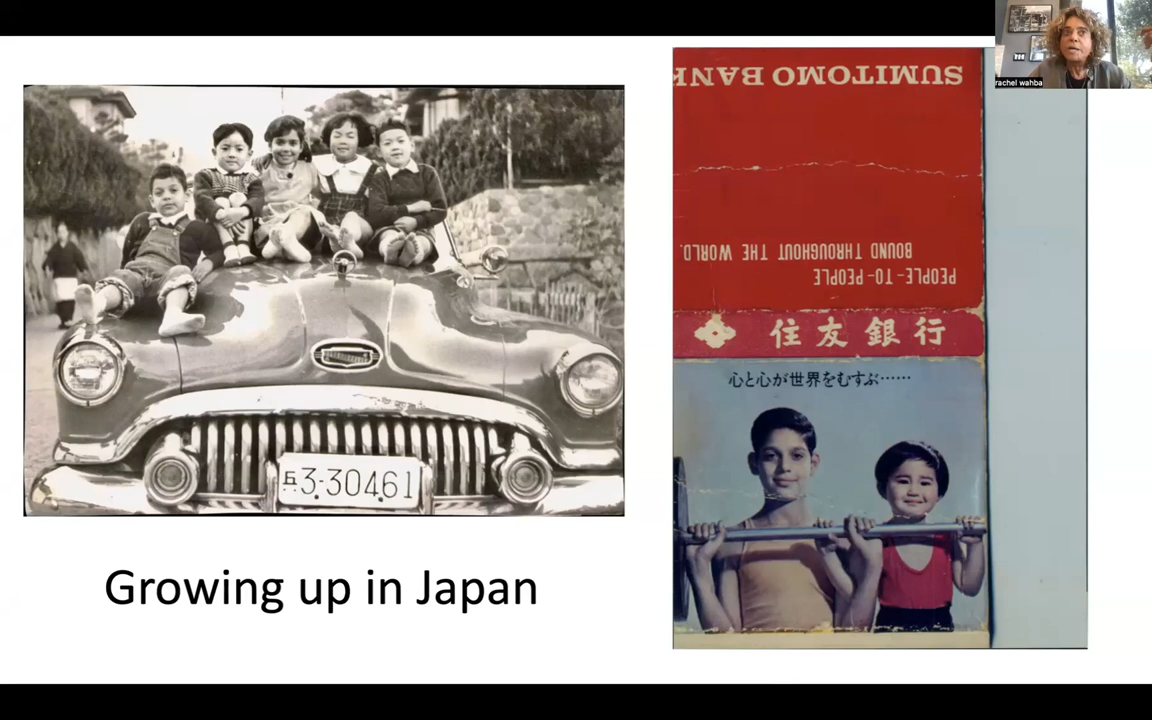 rachel wahba
SUMITOMO BANK
BOUND THROUGHOUT THE WORLD.
PEOPLE-TO-PEOPLE
住友銀行
心と心が世界をむすぶ……
兵3-30461
Growing up in Japan